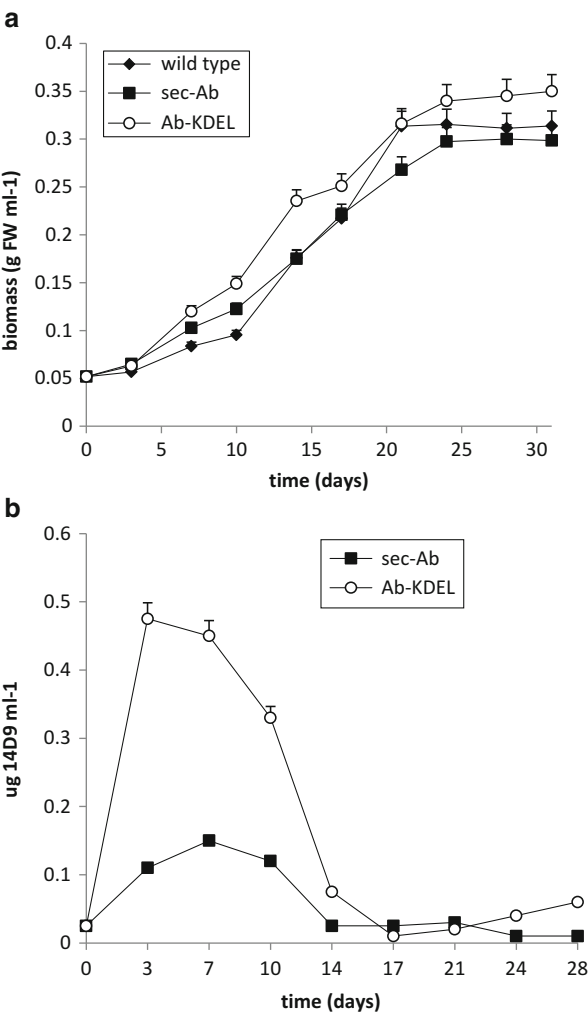 a
0.4
0.35
0.3
0.25
0.2
0.15
0.1
0.05
0
biomass (g FW ml-1)
wild type
sec-Ab
Ab-KDEL
0 5 10 15 20 25 30
time (days)
b
0.6
0.5
0.4
0.3
0.2
0.1
0
ug 14D9 ml-1
sec-Ab
Ab-KDEL
0 3 7 10 14 17 21 24 28
time (days)